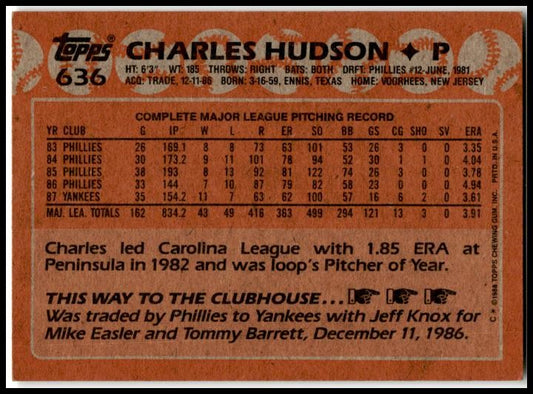 Topps
636
CHARLES HUDSON ✦ P
HT: 6'3" WT: 185 THROWS: RIGHT BATS: BOTH DRFT: PHILLIES #12-JUNE, 1981
ACQ: TRADE, 12-11-86 BORN: 3-16-59, ENNIS, TEXAS HOME: VOORHEES, NEW JERSEY
COMPLETE MAJOR LEAGUE PITCHING RECORD
YR CLUB G IP W L R ER SO BB GS CG SHO SV ERA
83 PHILLIES 26 169.1 8 8 73 63 101 53 26 3 0 0 3.35
84 PHILLIES 30 173.2 9 11 101 78 94 52 30 1 1 0 4.04
85 PHILLIES 38 193 8 13 92 81 122 74 26 3 0 0 3.78
86 PHILLIES 33 144 7 10 87 79 82 58 23 0 0 0 4.94
87 YANKEES 35 154.2 11 7 63 62 100 57 16 6 2 0 3.61
MAJ. LEA. TOTALS 162 834.2 43 49 416 363 499 294 121 13 3 0 3.91
Charles led Carolina League with 1.85 ERA at
Peninsula in 1982 and was loop's Pitcher of Year.
THIS WAY TO THE CLUBHOUSE...
Was traded by Phillies to Yankees with Jeff Knox for
Mike Easler and Tommy Barrett, December 11, 1986.
C * ©1988 TOPPS CHEWING GUM, INC. PRTD. IN U.S.A.